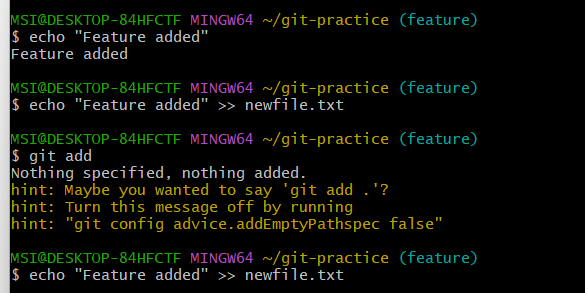 MSI@DESKTOP-84HFCTF MINGW64 ~/git-practice (feature)
$ echo "Feature added"
Feature added
MSI@DESKTOP-84HFCTF MINGW64 ~/git-practice (feature)
$ echo "Feature added" >> newfile.txt
MSI@DESKTOP-84HFCTF MINGW64 ~/git-practice (feature)
$ git add
Nothing specified, nothing added.
hint: Maybe you wanted to say 'git add .'?
hint: Turn this message off by running
hint: "git config advice.addEmptyPathspec false"
MSI@DESKTOP-84HFCTF MINGW64 ~/git-practice (feature)
$ echo "Feature added" >> newfile.txt